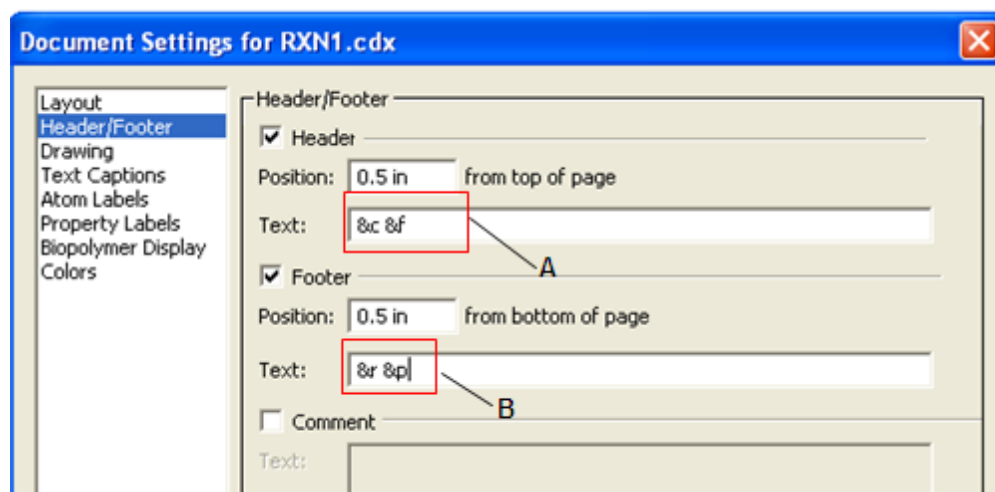 Document Settings for RXN1.cdx
Layout
Header/Footer
Drawing
Text Captions
Atom Labels
Property Labels
Biopolymer Display
Colors
Header/Footer
Header
Position: 0.5 in from top of page
Text: &c &f
A
Footer
Position: 0.5 in from bottom of page
Text: &r &p
B
Comment
Text: